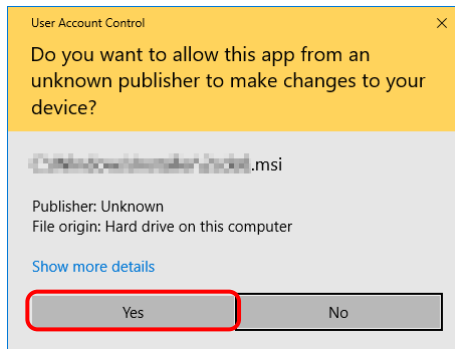 User Account Control
Do you want to allow this app from an
unknown publisher to make changes to your
device?
.msi
Publisher: Unknown
File origin: Hard drive on this computer
Show more details
Yes
No